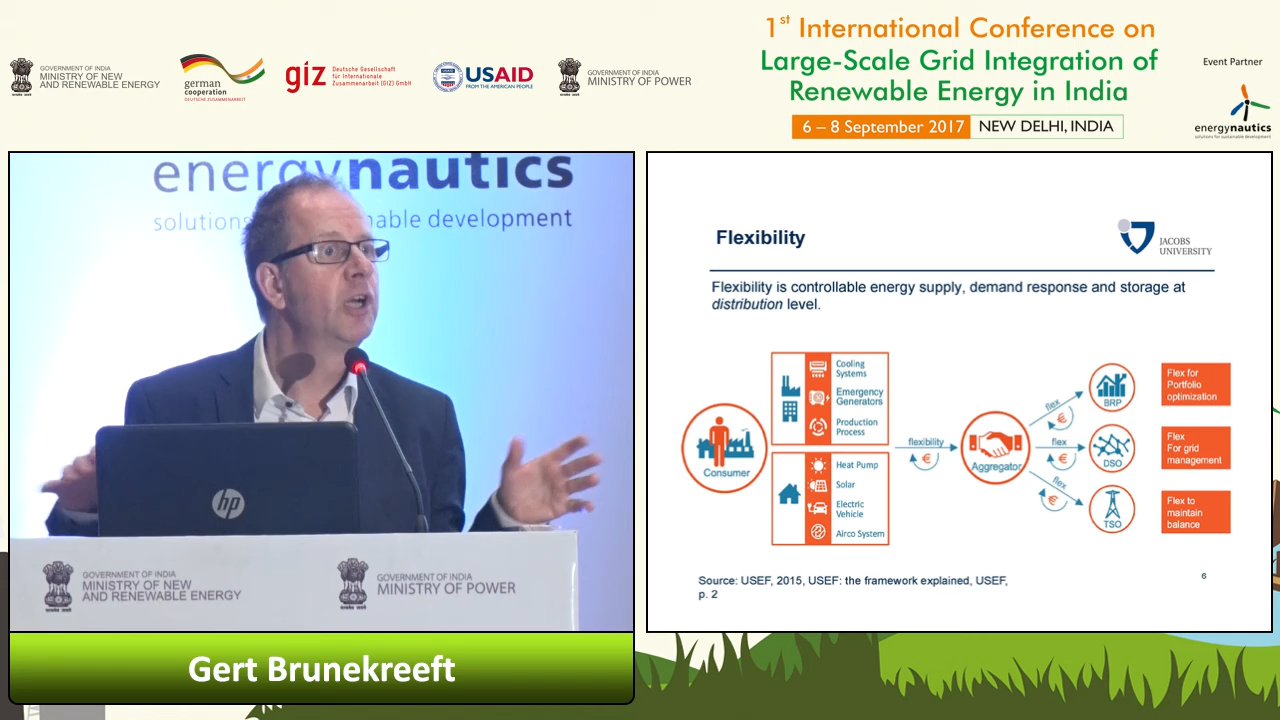 GOVERNMENT OF INDIA
MINISTRY OF NEW
AND RENEWABLE ENERGY
german
cooperation
DEUTSCHE ZUSAMMENARBEIT
giz
Deutsche Gesellschaft
für Internationale
Zusammenarbeit (GIZ) GmbH
USAID
FROM THE AMERICAN PEOPLE
GOVERNMENT OF INDIA
MINISTRY OF POWER
1st International Conference on
Large-Scale Grid Integration of
Renewable Energy in India
6 – 8 September 2017
NEW DELHI, INDIA
Event Partner
energynautics
solutions for sustainable development
energynautics
solutions
nable development
hp
GOVERNMENT OF INDIA
MINISTRY OF NEW
AND RENEWABLE ENERGY
GOVERNMENT OF INDIA
MINISTRY OF POWER
Gert Brunekreeft
Flexibility
JACOBS
UNIVERSITY
Flexibility is controllable energy supply, demand response and storage at
distribution level.
Consumer
Cooling
Systems
Emergency
Generators
Production
Process
Heat Pump
Solar
Electric
Vehicle
Airco System
flexibility
€
Aggregator
flex
€
BRP
Flex for
Portfolio
optimization
flex
€
DSO
Flex
For grid
management
flex
€
TSO
Flex to
maintain
balance
Source: USEF, 2015, USEF: the framework explained, USEF,
p. 2
6